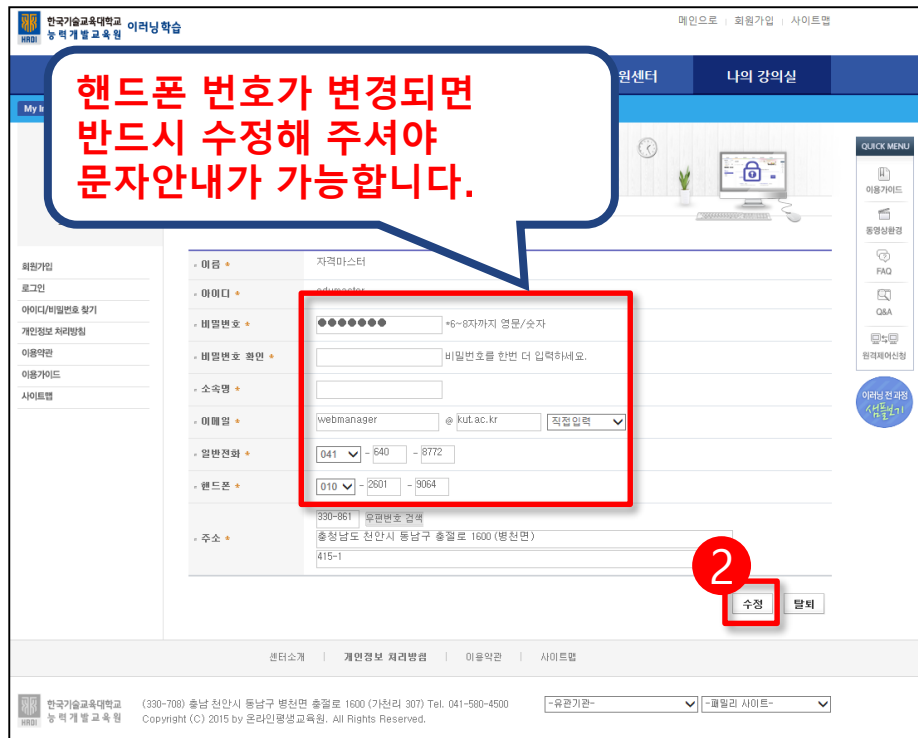 한국기술교육대학교
능력개발교육원
HRDI
이러닝학습
메인으로 | 회원가입 | 사이트맵
원센터
나의 강의실
핸드폰 번호가 변경되면
반드시 수정해 주셔야
문자안내가 가능합니다.
QUICK MENU
이용가이드
동영상환경
FAQ
Q&A
원격제어신청
이러닝 전 과정
샘플보기
회원가입
로그인
아이디/비밀번호 찾기
개인정보 처리방침
이용약관
이용가이드
사이트맵
이름 * 자격마스터
아이디 * edumaster
비밀번호 * ●●●●●●● *6~8자까지 영문/숫자
비밀번호 확인 * 비밀번호를 한번 더 입력하세요.
소속명 *
이메일 * webmanager @ kut.ac.kr 직접입력
일반전화 * 041 - 640 - 8772
핸드폰 * 010 - 2601 - 9064
주소 * 330-861 우편번호 검색
충청남도 천안시 동남구 충절로 1600 (병천면)
415-1
2
수정 탈퇴
센터소개 | 개인정보 처리방침 | 이용약관 | 사이트맵
한국기술교육대학교
능력개발교육원
HRDI
(330-708) 충남 천안시 동남구 병천면 충절로 1600 (가전리 307) Tel. 041-580-4500
Copyright (C) 2015 by 온라인평생교육원. All Rights Reserved.
-유관기관- -패밀리 사이트-